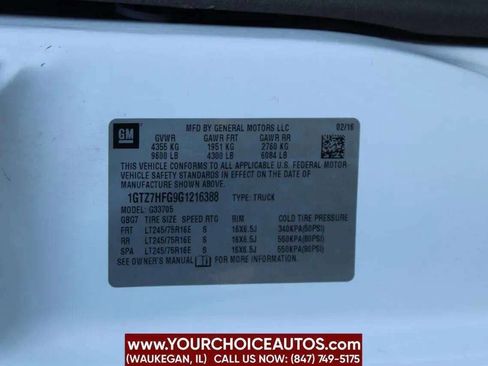 GM
MFD BY GENERAL MOTORS LLC 02/16
GVWR GAWR FRT GAWR RR
4355 KG 1951 KG 2760 KG
9600 LB 4300 LB 6084 LB
THIS VEHICLE CONFORMS TO ALL APPLICABLE U.S. FEDERAL MOTOR
VEHICLE SAFETY STANDARDS IN EFFECT ON THE DATE OF
MANUFACTURE SHOWN ABOVE.
1GTZ7HFG9G1216388 TYPE: TRUCK
MODEL: G33705
GBG7 TIRE SIZE SPEED RTG RIM COLD TIRE PRESSURE
FRT LT245/75R16E S 16X6.5J 340KPA(50PSI)
RR LT245/75R16E S 16X6.5J 550KPA(80PSI)
SPA LT245/75R16E S 16X6.5J 550KPA(80PSI)
SEE OWNER'S MANUAL FOR MORE INFORMATION.
WWW.YOURCHOICEAUTOS.COM
(WAUKEGAN, IL) CALL US NOW: (847) 749-5175